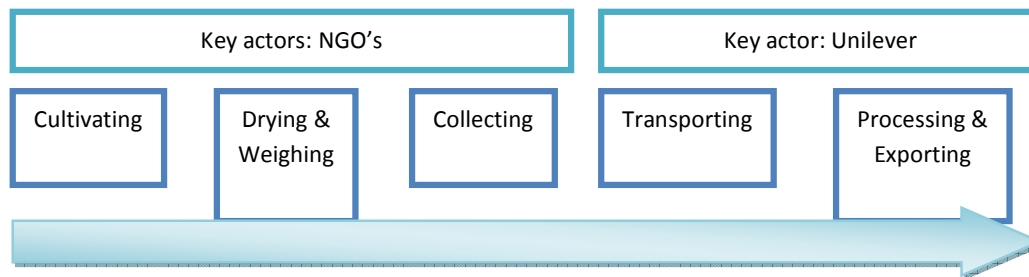 Key actors: NGO’s
Key actor: Unilever
Cultivating
Drying &
Weighing
Collecting
Transporting
Processing &
Exporting